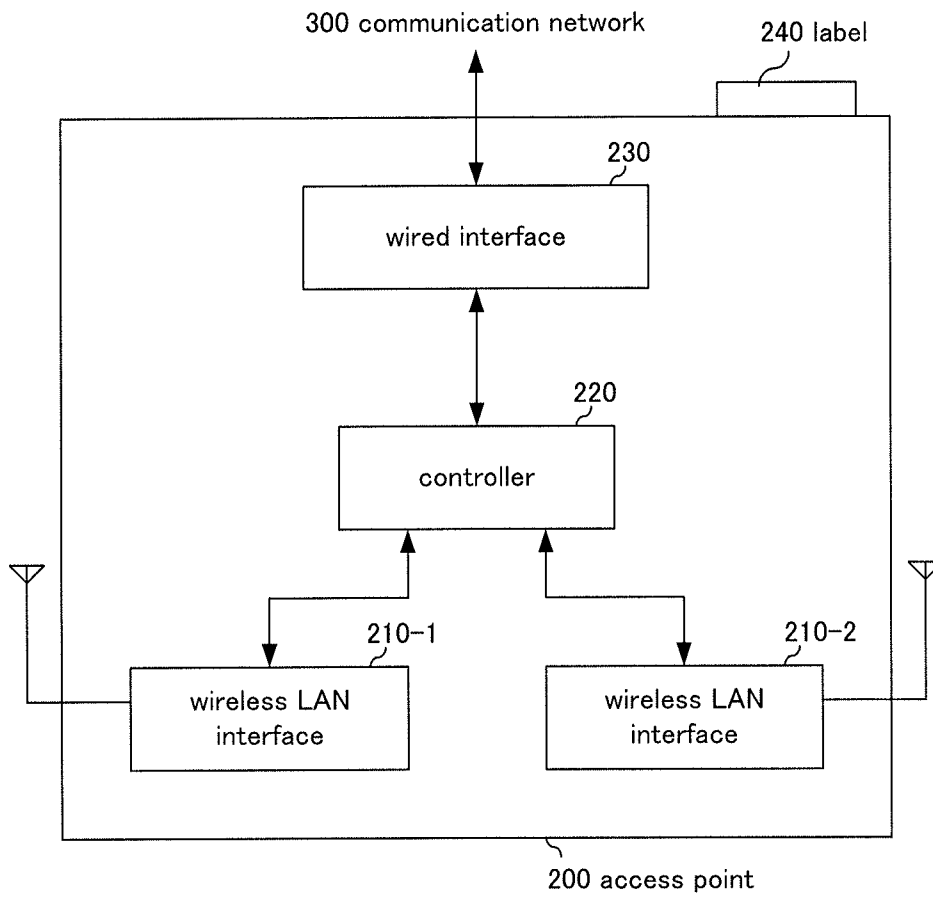 300 communication network
240 label
230
wired interface
220
controller
210-1
wireless LAN
interface
210-2
wireless LAN
interface
200 access point